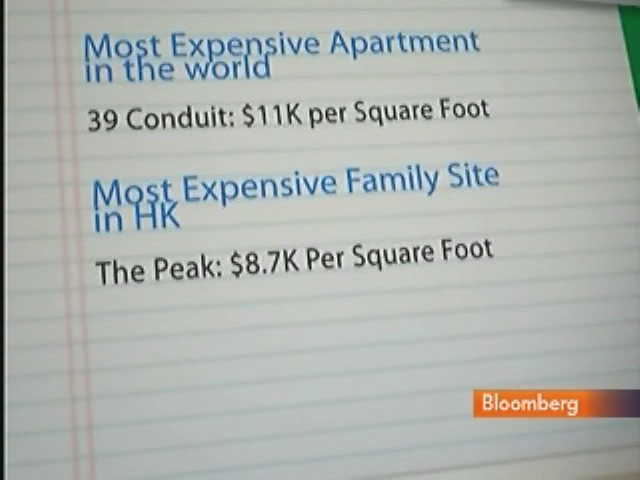 Most Expensive Apartment
in the world
39 Conduit: $11K per Square Foot
Most Expensive Family Site
in HK
The Peak: $8.7K Per Square Foot
Bloomberg